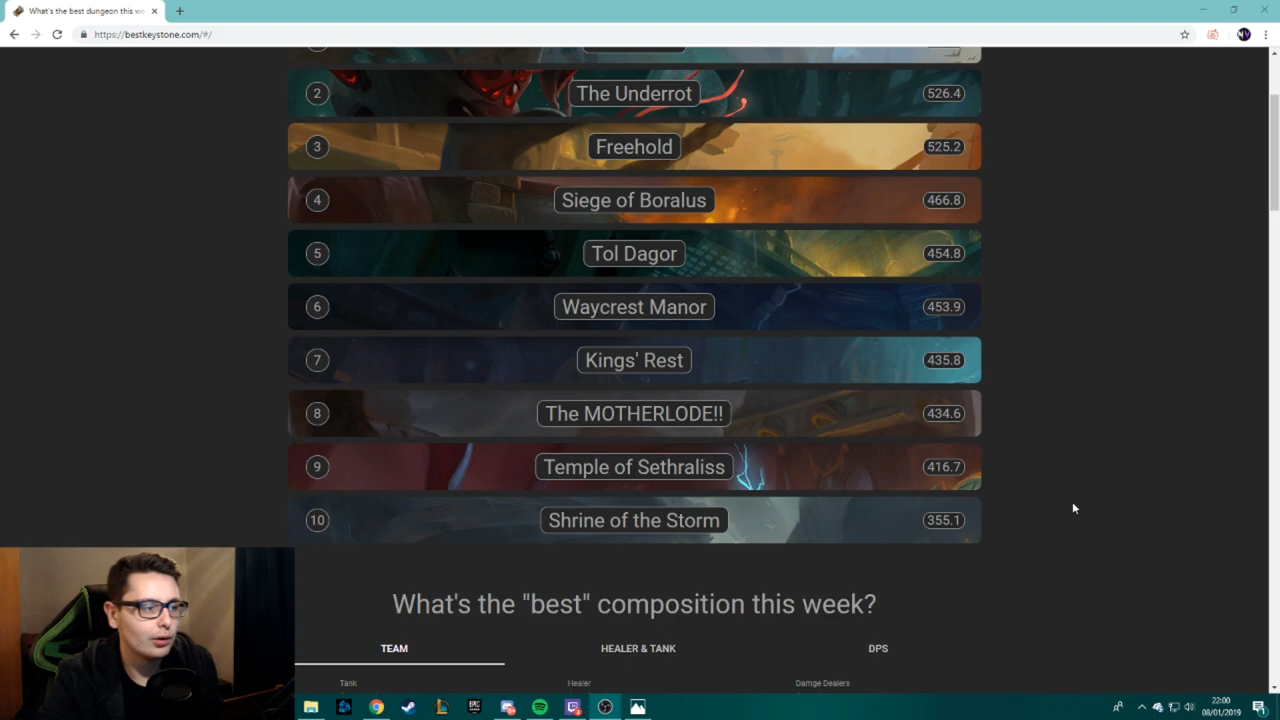 What's the best dungeon this we
https://bestkeystone.com/#/
2 The Underrot 526.4
3 Freehold 525.2
4 Siege of Boralus 466.8
5 Tol Dagor 454.8
6 Waycrest Manor 453.9
7 Kings' Rest 435.8
8 The MOTHERLODE!! 434.6
9 Temple of Sethraliss 416.7
10 Shrine of the Storm 355.1
What's the "best" composition this week?
TEAM HEALER & TANK DPS
Tank Healer Damge Dealers
22:00
08/01/2019